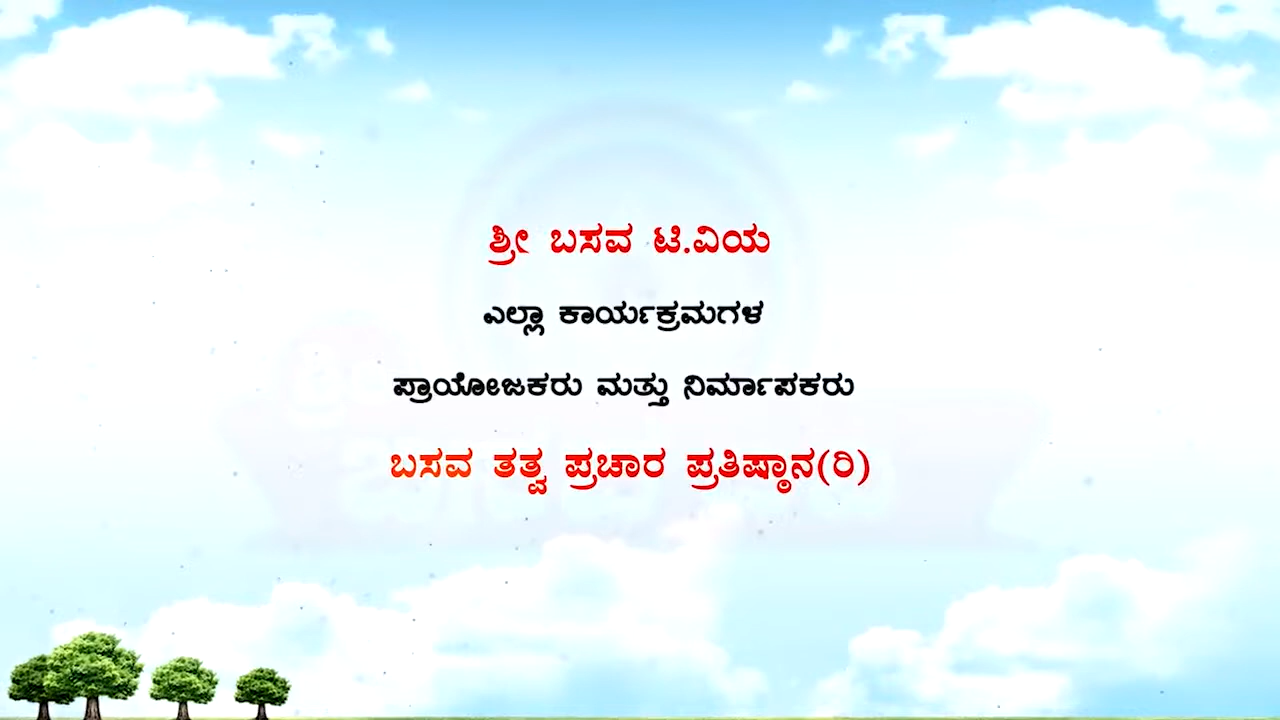 ಶ್ರೀ ಬಸವ ಟಿ.ವಿಯ
ಎಲ್ಲಾ ಕಾರ್ಯಕ್ರಮಗಳ
ಪ್ರಾಯೋಜಕರು ಮತ್ತು ನಿರ್ಮಾಪಕರು
ಬಸವ ತತ್ವ ಪ್ರಚಾರ ಪ್ರತಿಷ್ಠಾನ(ರಿ)